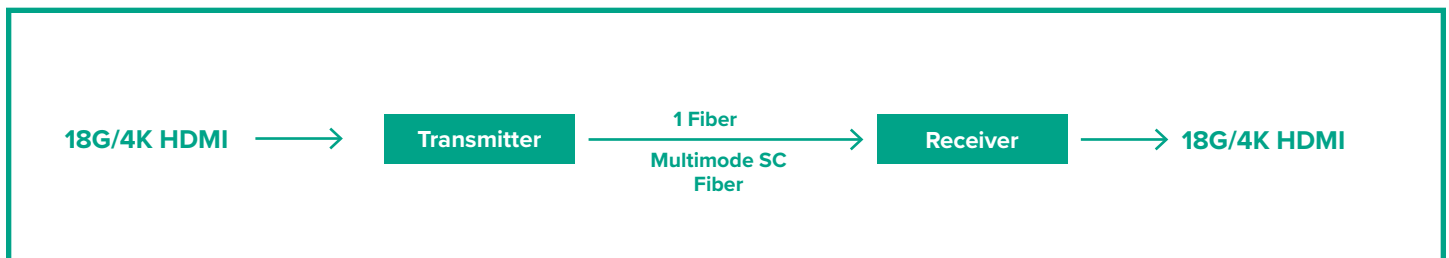 18G/4K HDMI
Transmitter
1 Fiber
Multimode SC
Fiber
Receiver
18G/4K HDMI